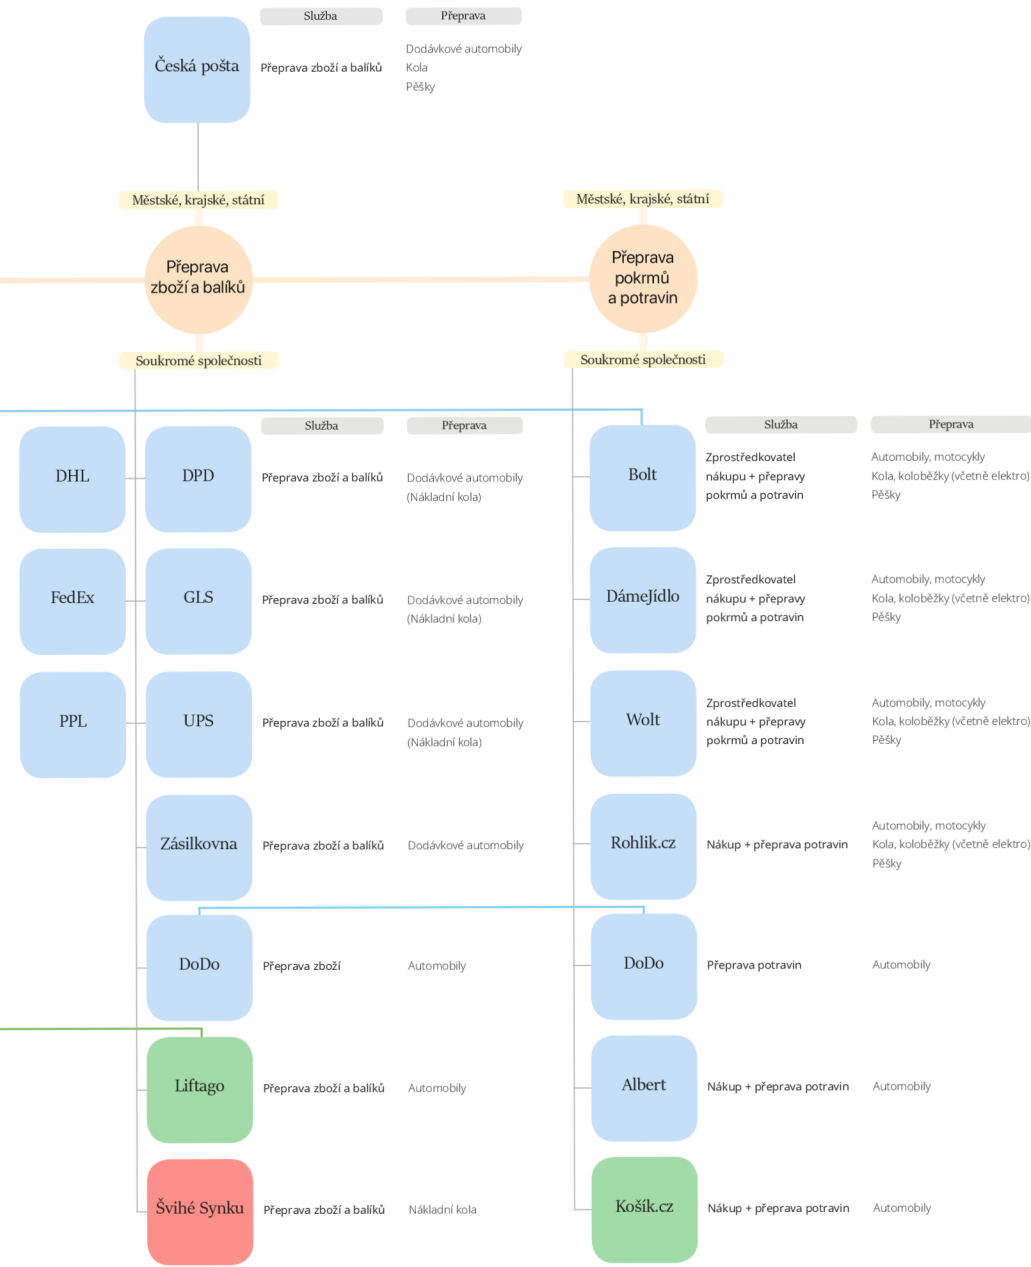 Služba
Přeprava
Česká pošta
Přeprava zboží a balíků
Dodávkové automobily
Kola
Pěšky
Městské, krajské, státní
Městské, krajské, státní
Přeprava
zboží a balíků
Přeprava
pokrmů
a potravin
Soukromé společnosti
Soukromé společnosti
Služba
Přeprava
Služba
Přeprava
DHL
DPD
Přeprava zboží a balíků
Dodávkové automobily
(Nákladní kola)
Bolt
Zprostředkovatel
nákupu + přepravy
pokrmů a potravin
Automobily, motocykly
Kola, koloběžky (včetně elektro)
Pěšky
FedEx
GLS
Přeprava zboží a balíků
Dodávkové automobily
(Nákladní kola)
DámeJídlo
Zprostředkovatel
nákupu + přepravy
pokrmů a potravin
Automobily, motocykly
Kola, koloběžky (včetně elektro)
Pěšky
PPL
UPS
Přeprava zboží a balíků
Dodávkové automobily
(Nákladní kola)
Wolt
Zprostředkovatel
nákupu + přepravy
pokrmů a potravin
Automobily, motocykly
Kola, koloběžky (včetně elektro)
Pěšky
Zásilkovna
Přeprava zboží a balíků
Dodávkové automobily
Rohlik.cz
Nákup + přeprava potravin
Automobily, motocykly
Kola, koloběžky (včetně elektro)
Pěšky
DoDo
Přeprava zboží
Automobily
DoDo
Přeprava potravin
Automobily
Liftago
Přeprava zboží a balíků
Automobily
Albert
Nákup + přeprava potravin
Automobily
Švihé Synku
Přeprava zboží a balíků
Nákladní kola
Košík.cz
Nákup + přeprava potravin
Automobily